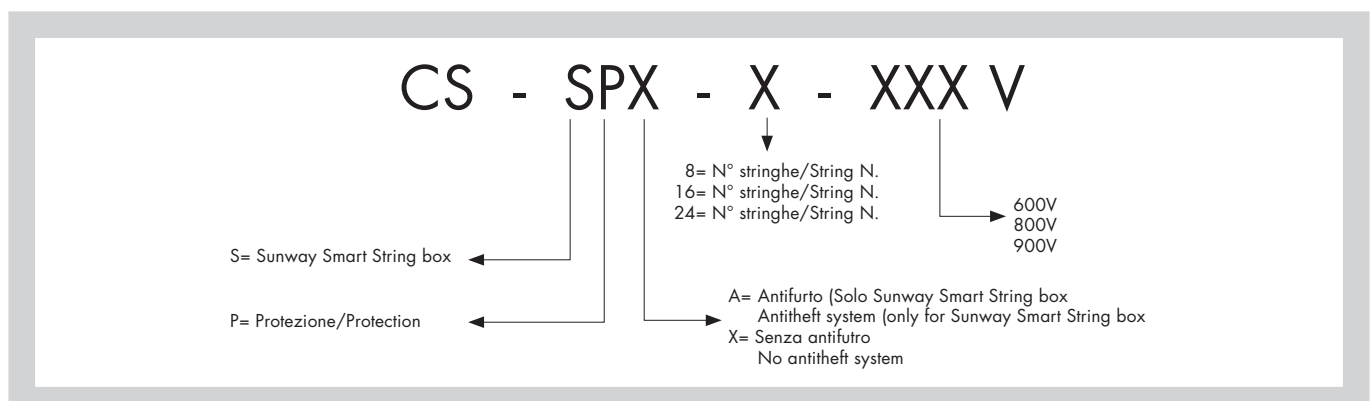 CS - SPX - X - XXX V
8= N° stringhe/String N.
16= N° stringhe/String N.
24= N° stringhe/String N.
600V
800V
900V
S= Sunway Smart String box
P= Protezione/Protection
A= Antifurto (Solo Sunway Smart String box
Antitheft system (only for Sunway Smart String box
X= Senza antifutro
No antitheft system